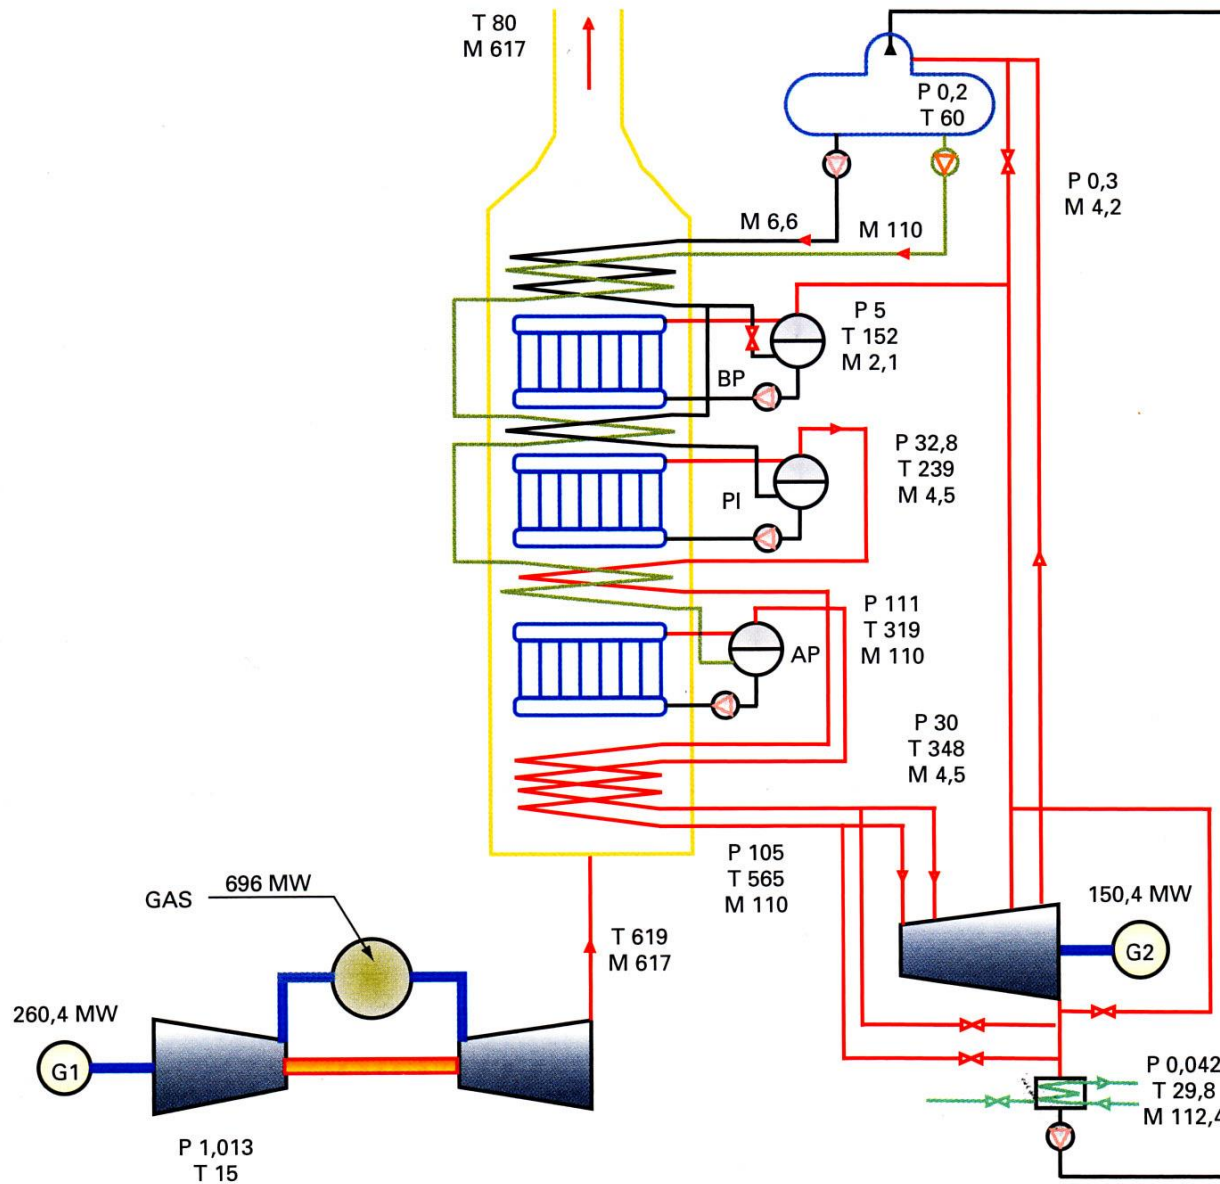 T 80
M 617
P 0,2
T 60
P 0,3
M 4,2
M 6,6
M 110
P 5
T 152
M 2,1
BP
P 32,8
T 239
M 4,5
PI
P 111
T 319
M 110
AP
P 30
T 348
M 4,5
P 105
T 565
M 110
GAS
696 MW
T 619
M 617
150,4 MW
G2
260,4 MW
G1
P 1,013
T 15
P 0,042
T 29,8
M 112,4